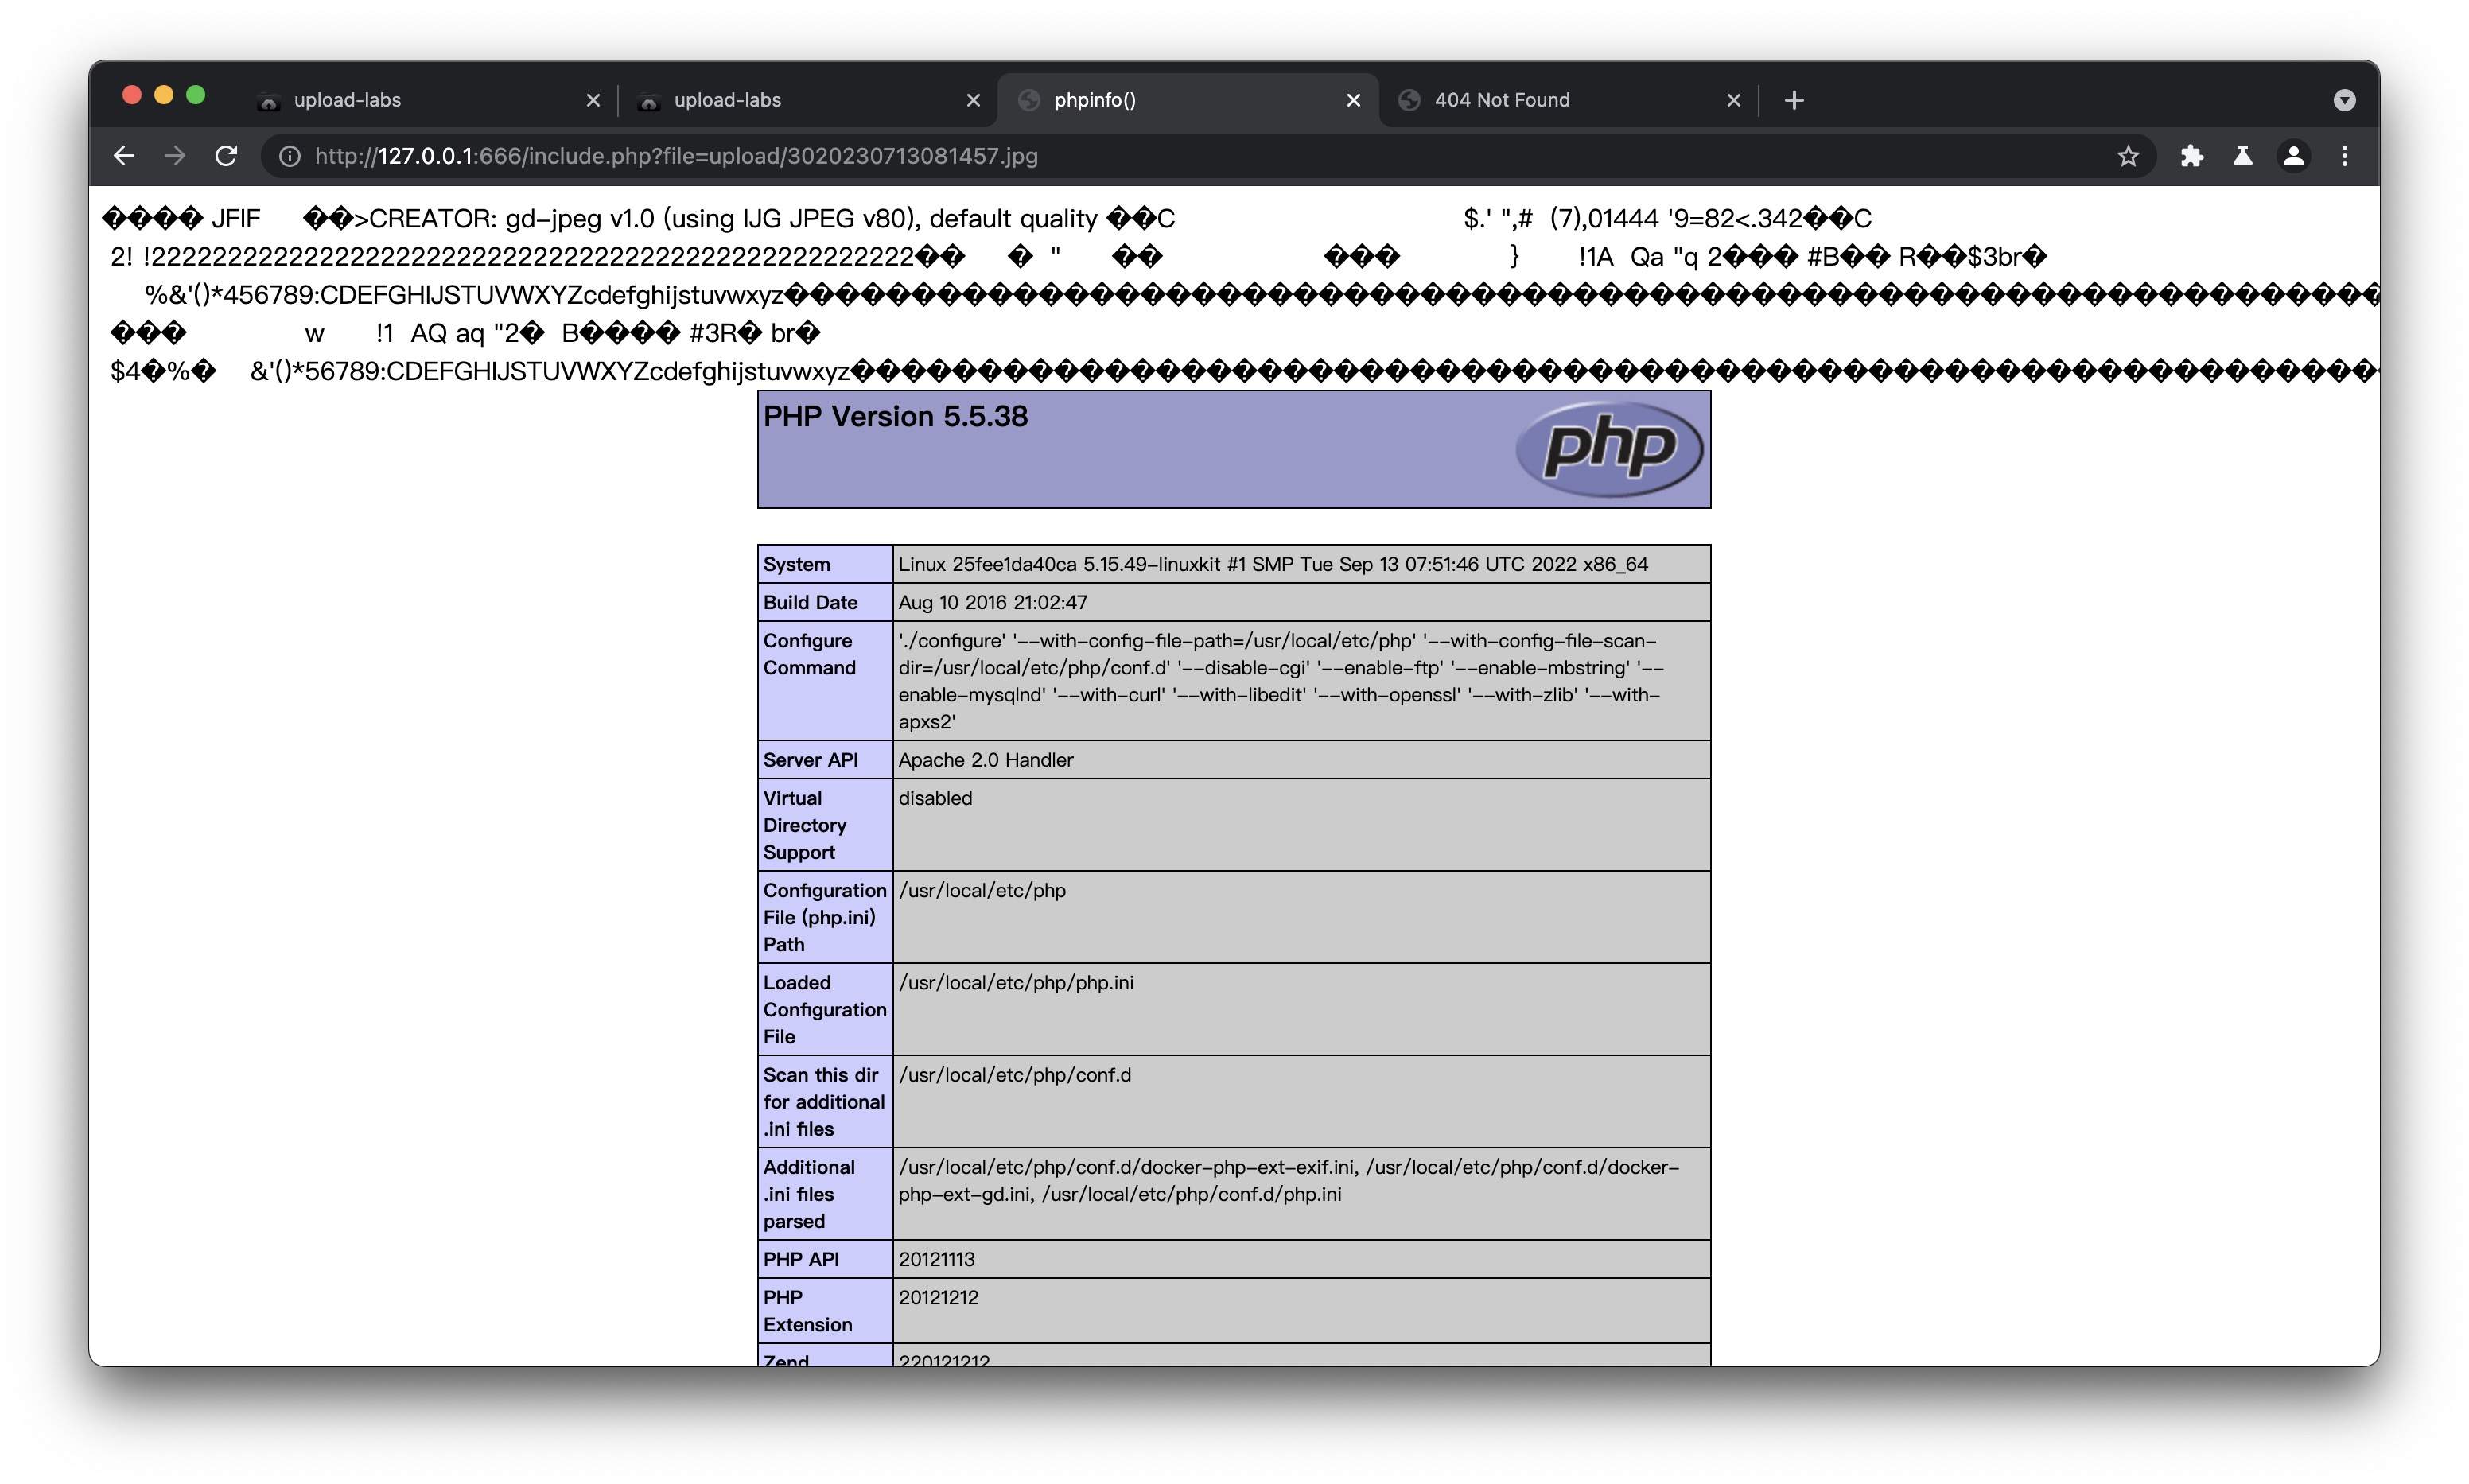 upload-labs
upload-labs
phpinfo()
404 Not Found
http://127.0.0.1:666/include.php?file=upload/3020230713081457.jpg
���� JFIF ��>CREATOR: gd-jpeg v1.0 (using IJG JPEG v80), default quality ��C $.' ",# (7),01444 '9=82<.342��C
�� � " �� ��� } !1A Qa "q 2��� #B�� R��$3br�
%&'()*456789:CDEFGHIJSTUVWXYZcdefghijstuvwxyz
��� w !1 AQ aq "2� B���� #3R� br�
$4�%� &'()*56789:CDEFGHIJSTUVWXYZcdefghijstuvwxyz
PHP Version 5.5.38
php
System Linux 25fee1da40ca 5.15.49-linuxkit #1 SMP Tue Sep 13 07:51:46 UTC 2022 x86_64
Build Date Aug 10 2016 21:02:47
Configure './configure' '--with-config-file-path=/usr/local/etc/php' '--with-config-file-scan-
Command dir=/usr/local/etc/php/conf.d' '--disable-cgi' '--enable-ftp' '--enable-mbstring' '--
enable-mysqlnd' '--with-curl' '--with-libedit' '--with-openssl' '--with-zlib' '--with-
apxs2'
Server API Apache 2.0 Handler
Virtual disabled
Directory
Support
Configuration /usr/local/etc/php
File (php.ini)
Path
Loaded /usr/local/etc/php/php.ini
Configuration
File
Scan this dir /usr/local/etc/php/conf.d
for additional
.ini files
Additional /usr/local/etc/php/conf.d/docker-php-ext-exif.ini, /usr/local/etc/php/conf.d/docker-
.ini files php-ext-gd.ini, /usr/local/etc/php/conf.d/php.ini
parsed
PHP API 20121113
PHP 20121212
Extension
Zend 220121212